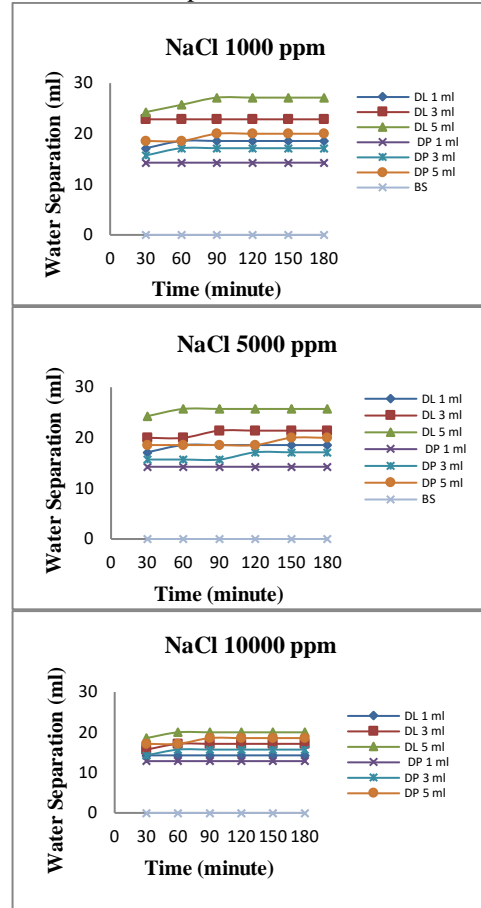 NaCl 1000 ppm
30
20
10
0
0 30 60 90 120 150 180
Water Separation (ml)
Time (minute)
DL 1 ml
DL 3 ml
DL 5 ml
DP 1 ml
DP 3 ml
DP 5 ml
BS
NaCl 5000 ppm
30
20
10
0
0 30 60 90 120 150 180
Water Separation (ml)
Time (minute)
DL 1 ml
DL 3 ml
DL 5 ml
DP 1 ml
DP 3 ml
DP 5 ml
BS
NaCl 10000 ppm
30
20
10
0
0 30 60 90 120 150 180
Water Separation (ml)
Time (minute)
DL 1 ml
DL 3 ml
DL 5 ml
DP 1 ml
DP 3 ml
DP 5 ml